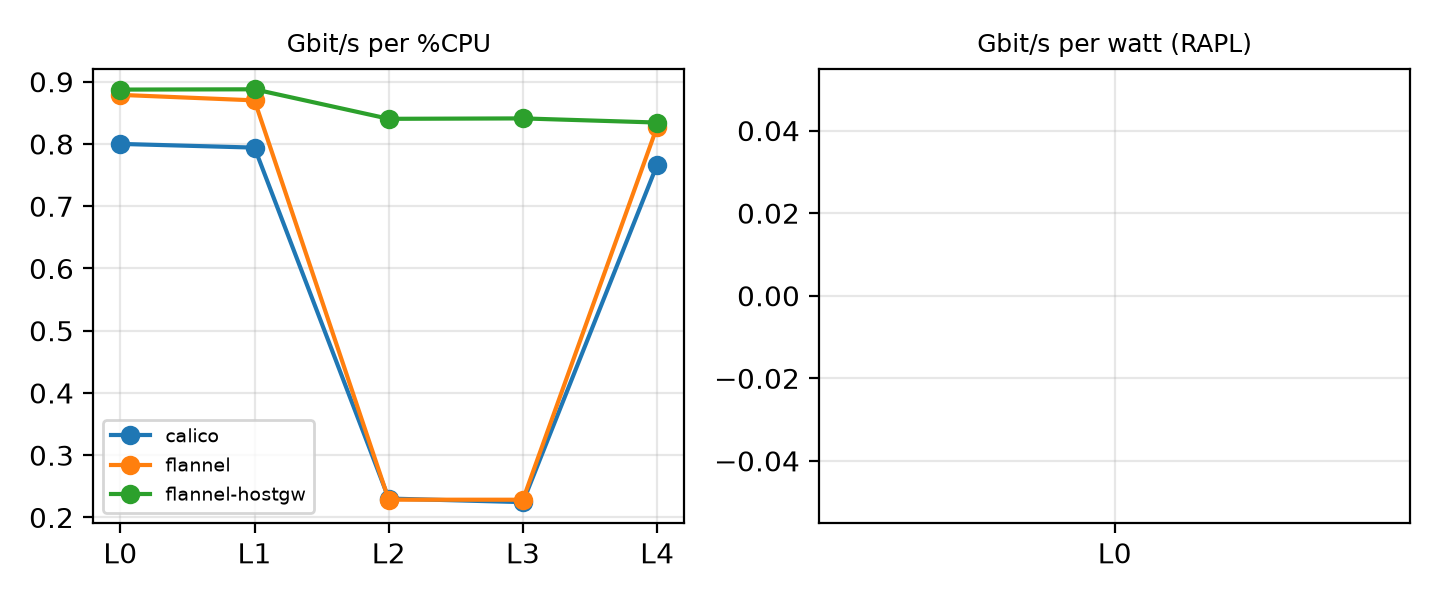 Gbit/s per %CPU
0.9
0.8
0.7
0.6
0.5
0.4
0.3
0.2
calico
flannel
flannel-hostgw
L0 L1 L2 L3 L4
Gbit/s per watt (RAPL)
0.04
0.02
0.00
−0.02
−0.04
L0